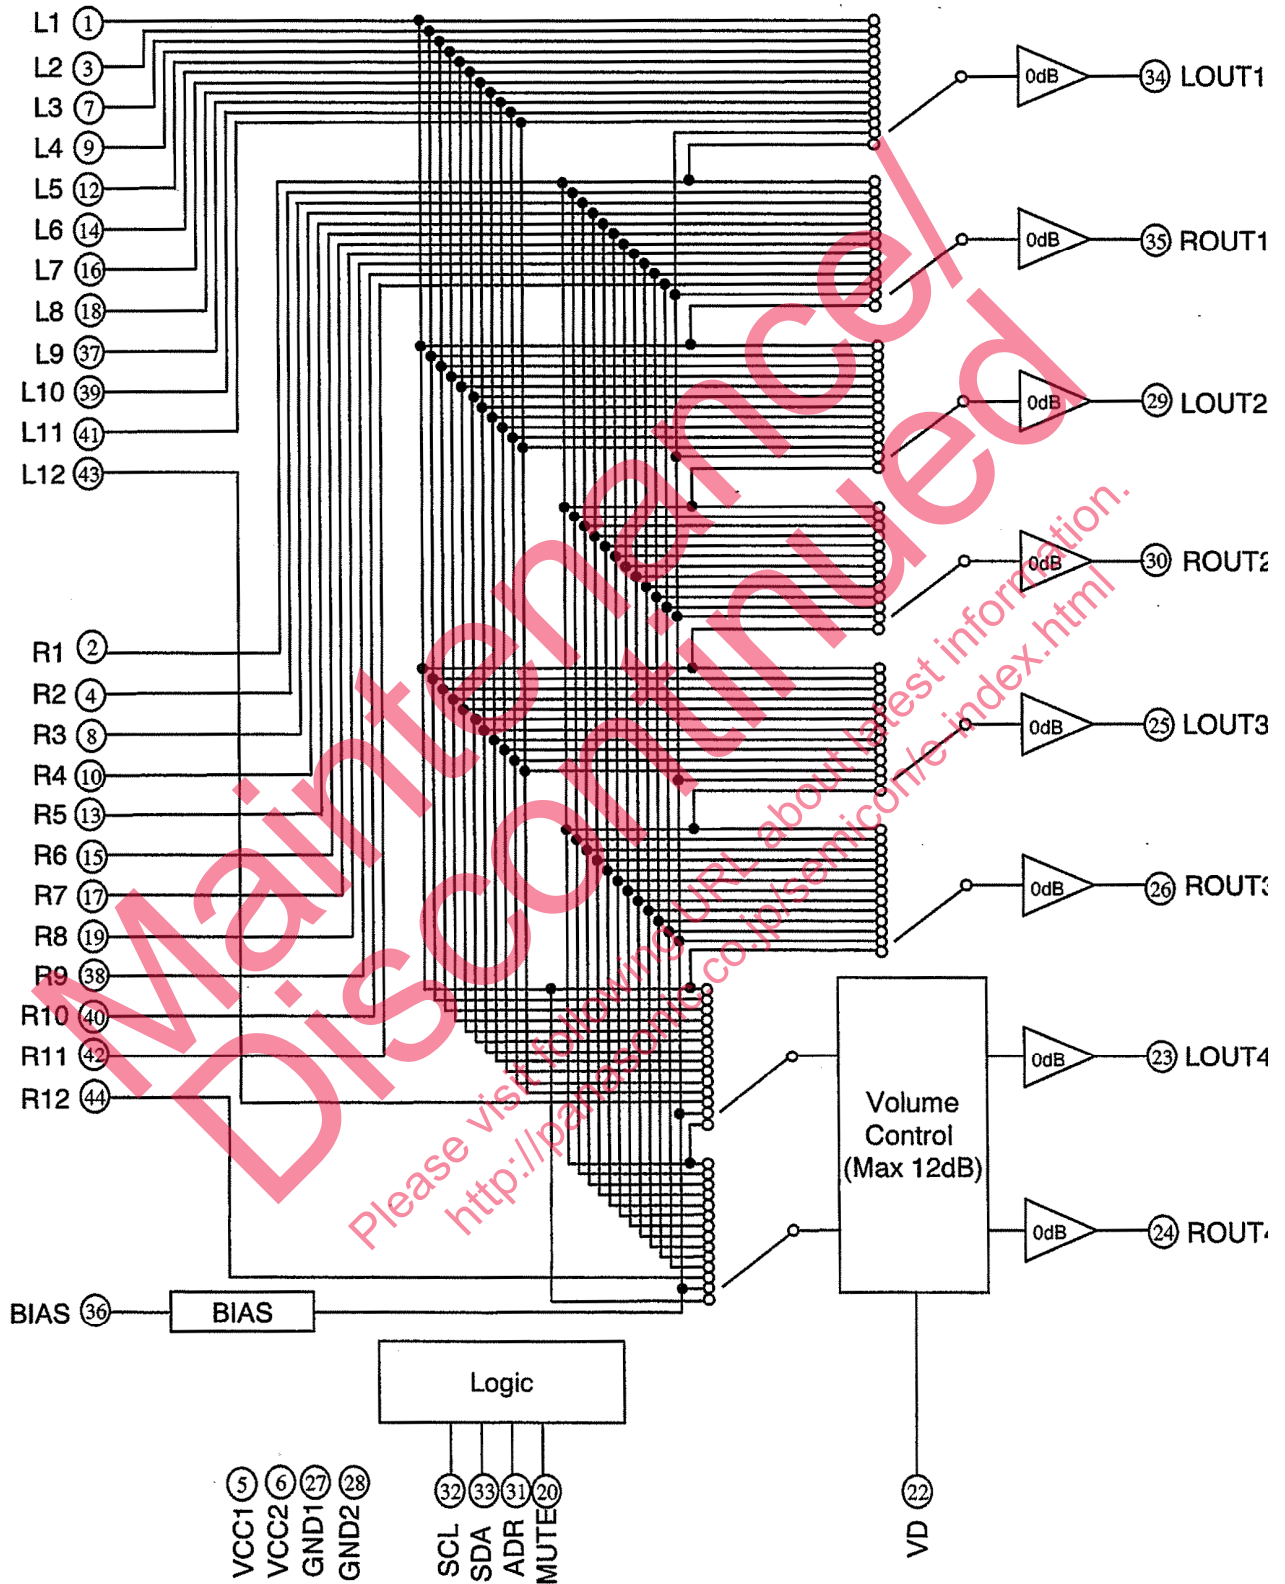 L1 1
L2 3
L3 7
L4 9
L5 12
L6 14
L7 16
L8 18
L9 37
L10 39
L11 41
L12 43
R1 2
R2 4
R3 8
R4 10
R5 13
R6 15
R7 17
R8 19
R9 38
R10 40
R11 42
R12 44
BIAS 36 BIAS
0dB 34 LOUT1
0dB 35 ROUT1
0dB 29 LOUT2
0dB 30 ROUT2
0dB 25 LOUT3
0dB 26 ROUT3
0dB 23 LOUT4
0dB 24 ROUT4
Volume
Control
(Max 12dB)
22 VD
Logic
32 SCL
33 SDA
31 ADR
20 MUTE
5 VCC1
6 VCC2
27 GND1
28 GND2
Maintenance/
Discontinued
Please visit following URL about latest information.
http://panasonic.co.jp/semicon/e-index.html